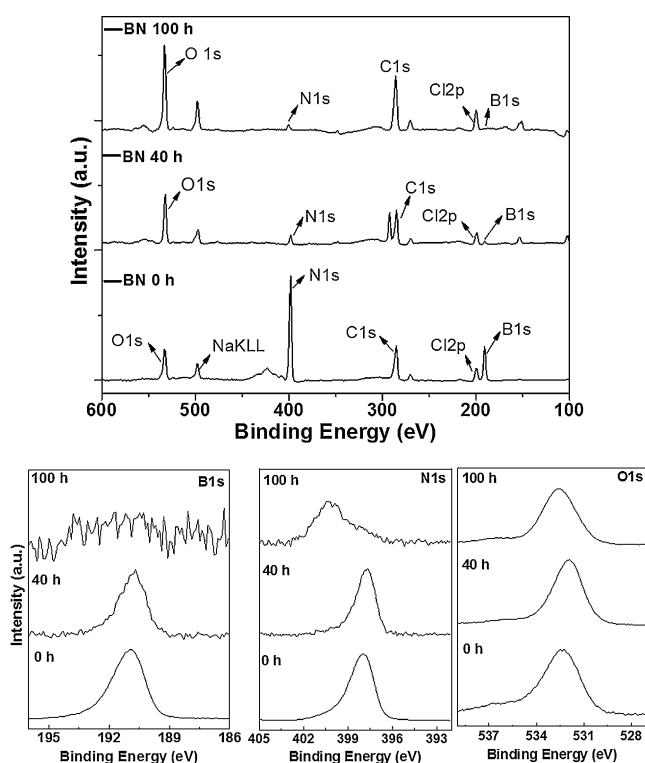 BN 100 h
O 1s
N1s
C1s
Cl2p
B1s
BN 40 h
O1s
N1s
C1s
Cl2p
B1s
BN 0 h
O1s
NaKLL
N1s
C1s
Cl2p
B1s
Intensity (a.u.)
600 500 400 300 200 100
Binding Energy (eV)
100 h B1s
40 h
0 h
Intensity (a.u.)
195 192 189 186
Binding Energy (eV)
100 h N1s
40 h
0 h
405 402 399 396 393
Binding Energy (eV)
100 h O1s
40 h
0 h
537 534 531 528
Binding Energy (eV)